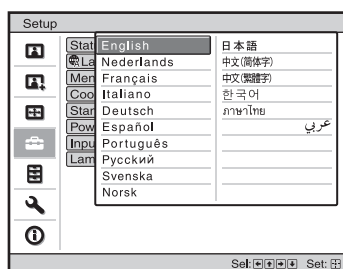 Setup
Stat
La
Men
Coo
Star
Pow
Inpu
Lam
English
Nederlands
Français
Italiano
Deutsch
Español
Português
Русский
Svenska
Norsk
日本語
中文(简体字)
中文(繁體字)
한국어
ภาษาไทย
عربي
Sel: Set: